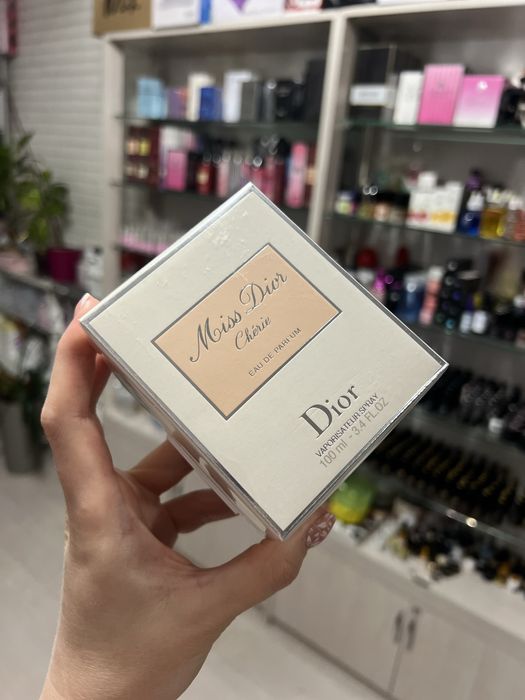 Miss Dior
Chérie
EAU DE PARFUM
Dior
VAPORISATEUR-SPRAY
100 ml - 3.4 FL.OZ